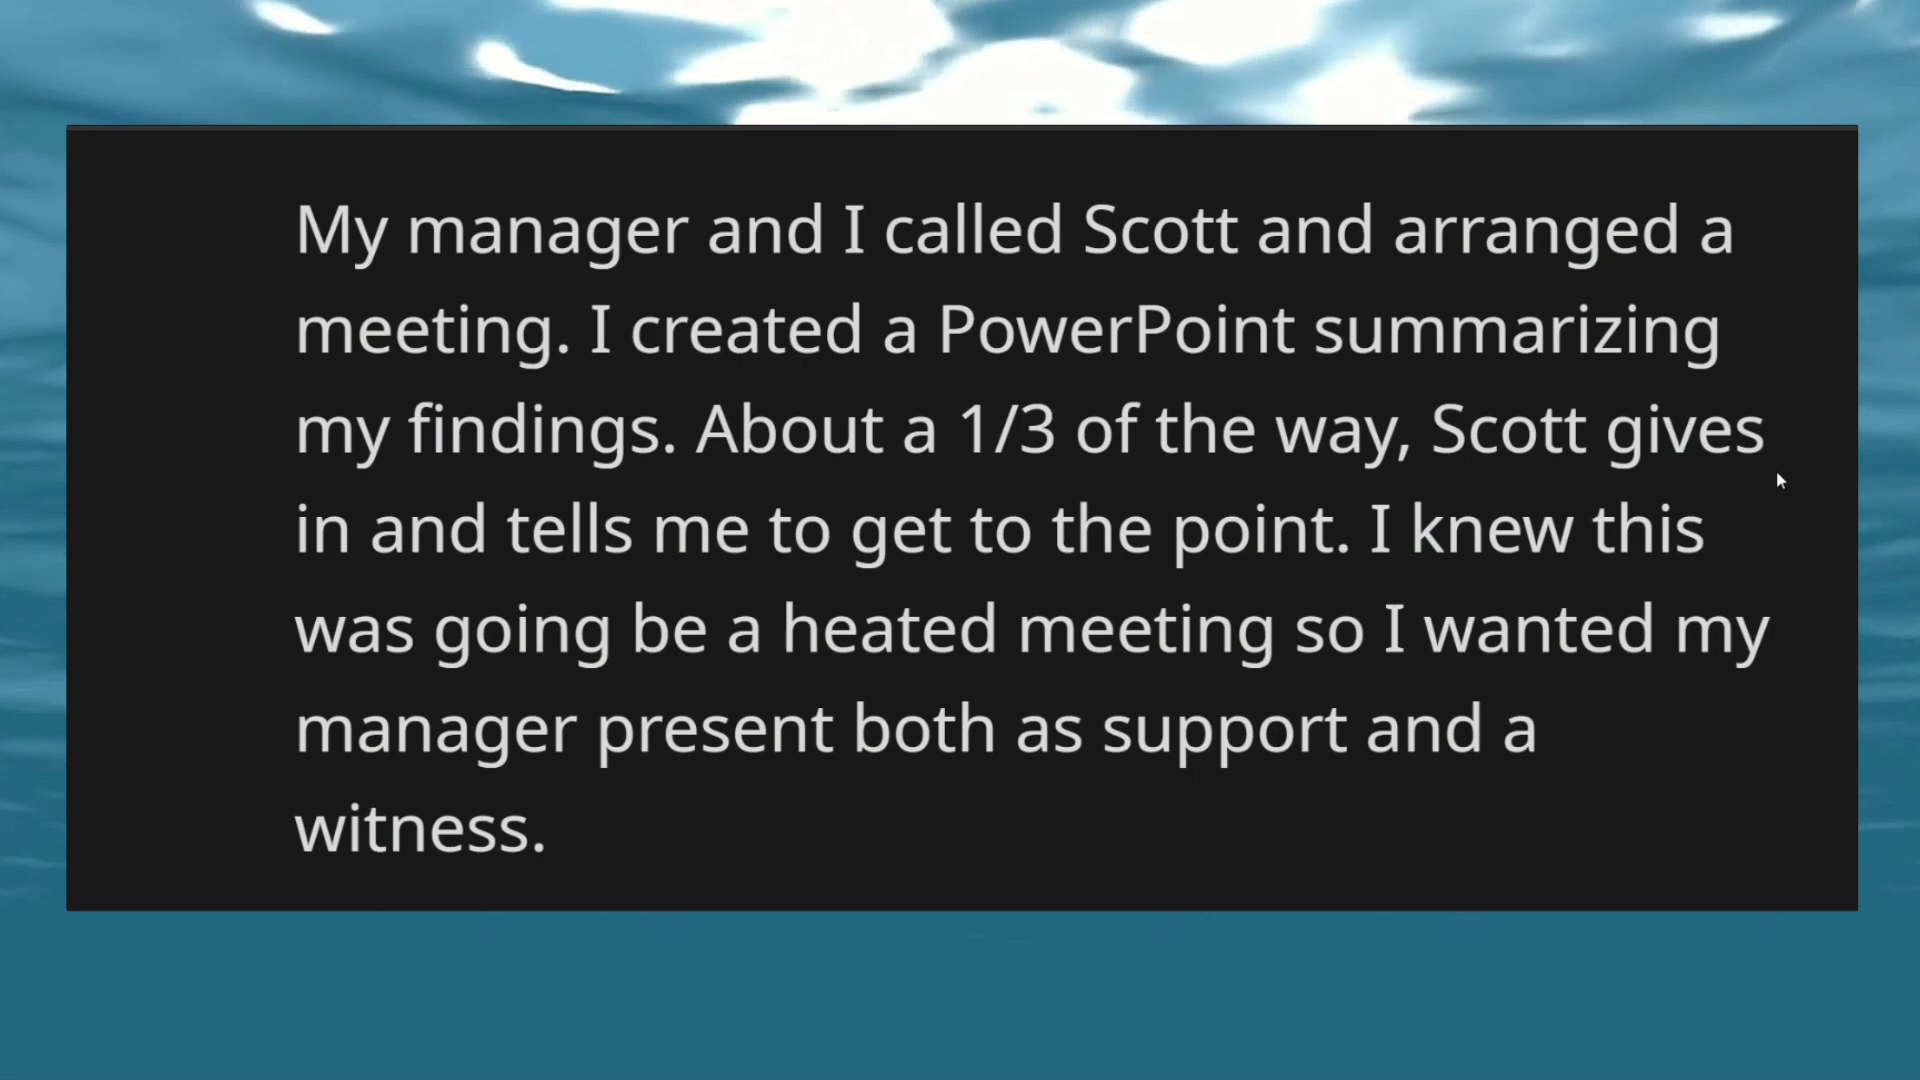 My manager and I called Scott and arranged a
meeting. I created a PowerPoint summarizing
my findings. About a 1/3 of the way, Scott gives
in and tells me to get to the point. I knew this
was going be a heated meeting so I wanted my
manager present both as support and a
witness.